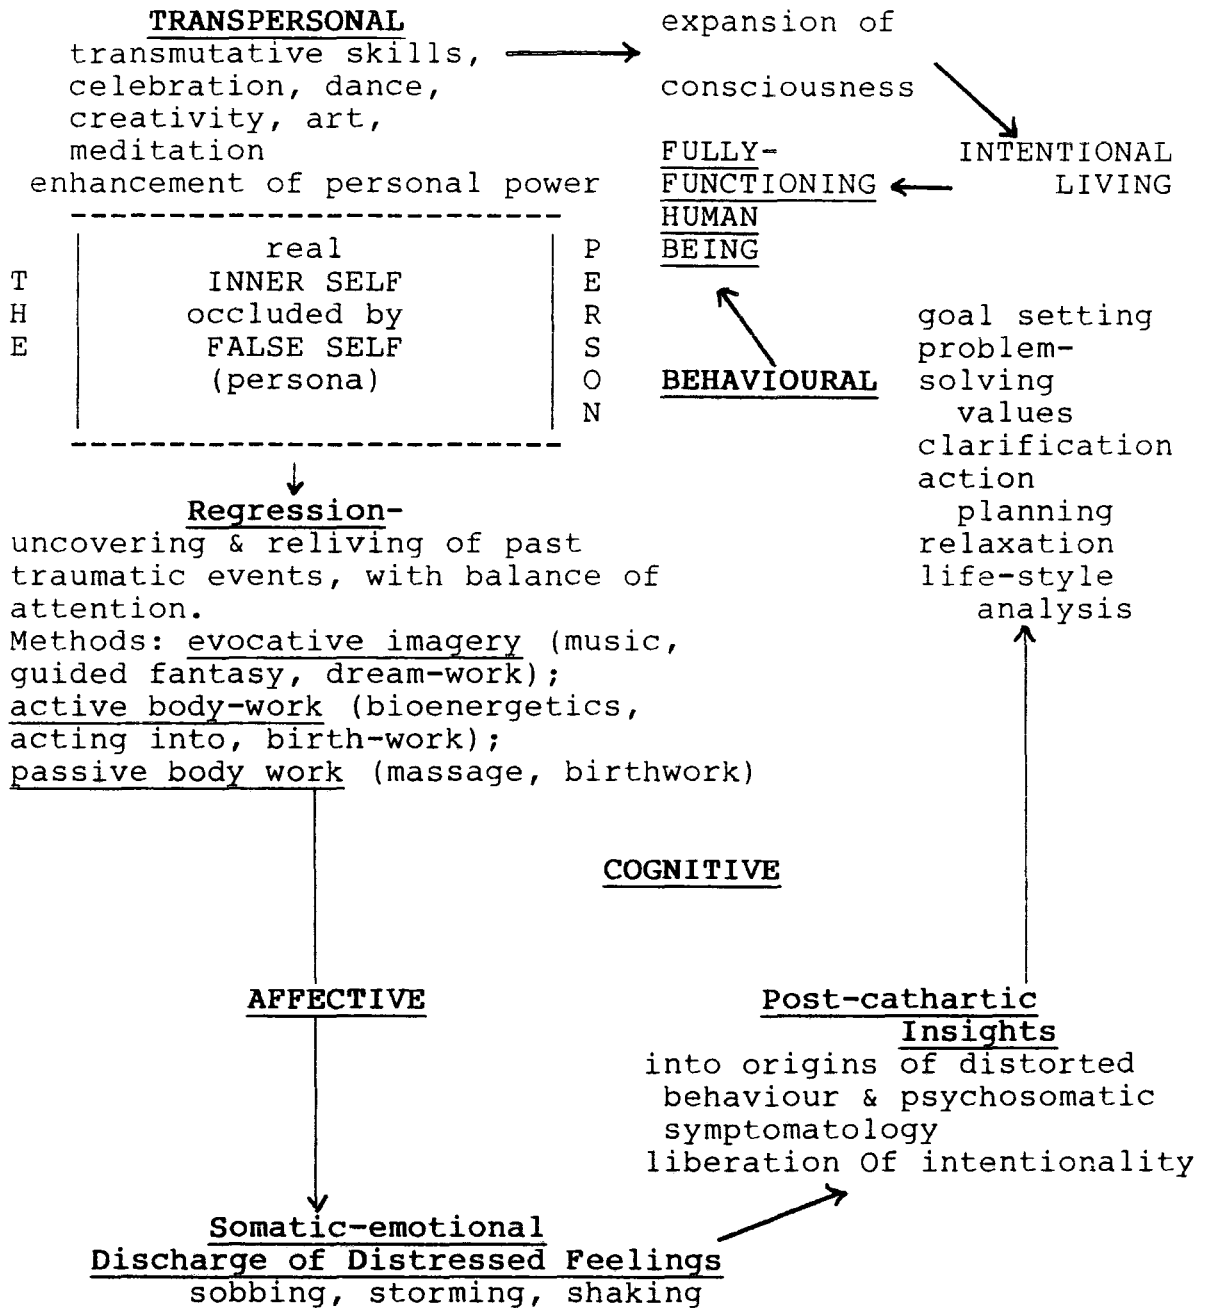 TRANSPERSONAL
transmutative skills,
celebration, dance,
creativity, art,
meditation
enhancement of personal power
expansion of
consciousness
INTENTIONAL
LIVING
FULLY-
FUNCTIONING
HUMAN
BEING
THE
real
INNER SELF
occluded by
FALSE SELF
(persona)
PERSON
BEHAVIOURAL
goal setting
problem-
solving
values
clarification
action
planning
relaxation
life-style
analysis
Regression-
uncovering & reliving of past
traumatic events, with balance of
attention.
Methods: evocative imagery (music,
guided fantasy, dream-work);
active body-work (bioenergetics,
acting into, birth-work);
passive body work (massage, birthwork)
COGNITIVE
AFFECTIVE
Post-cathartic
Insights
into origins of distorted
behaviour & psychosomatic
symptomatology
liberation Of intentionality
Somatic-emotional
Discharge of Distressed Feelings
sobbing, storming, shaking